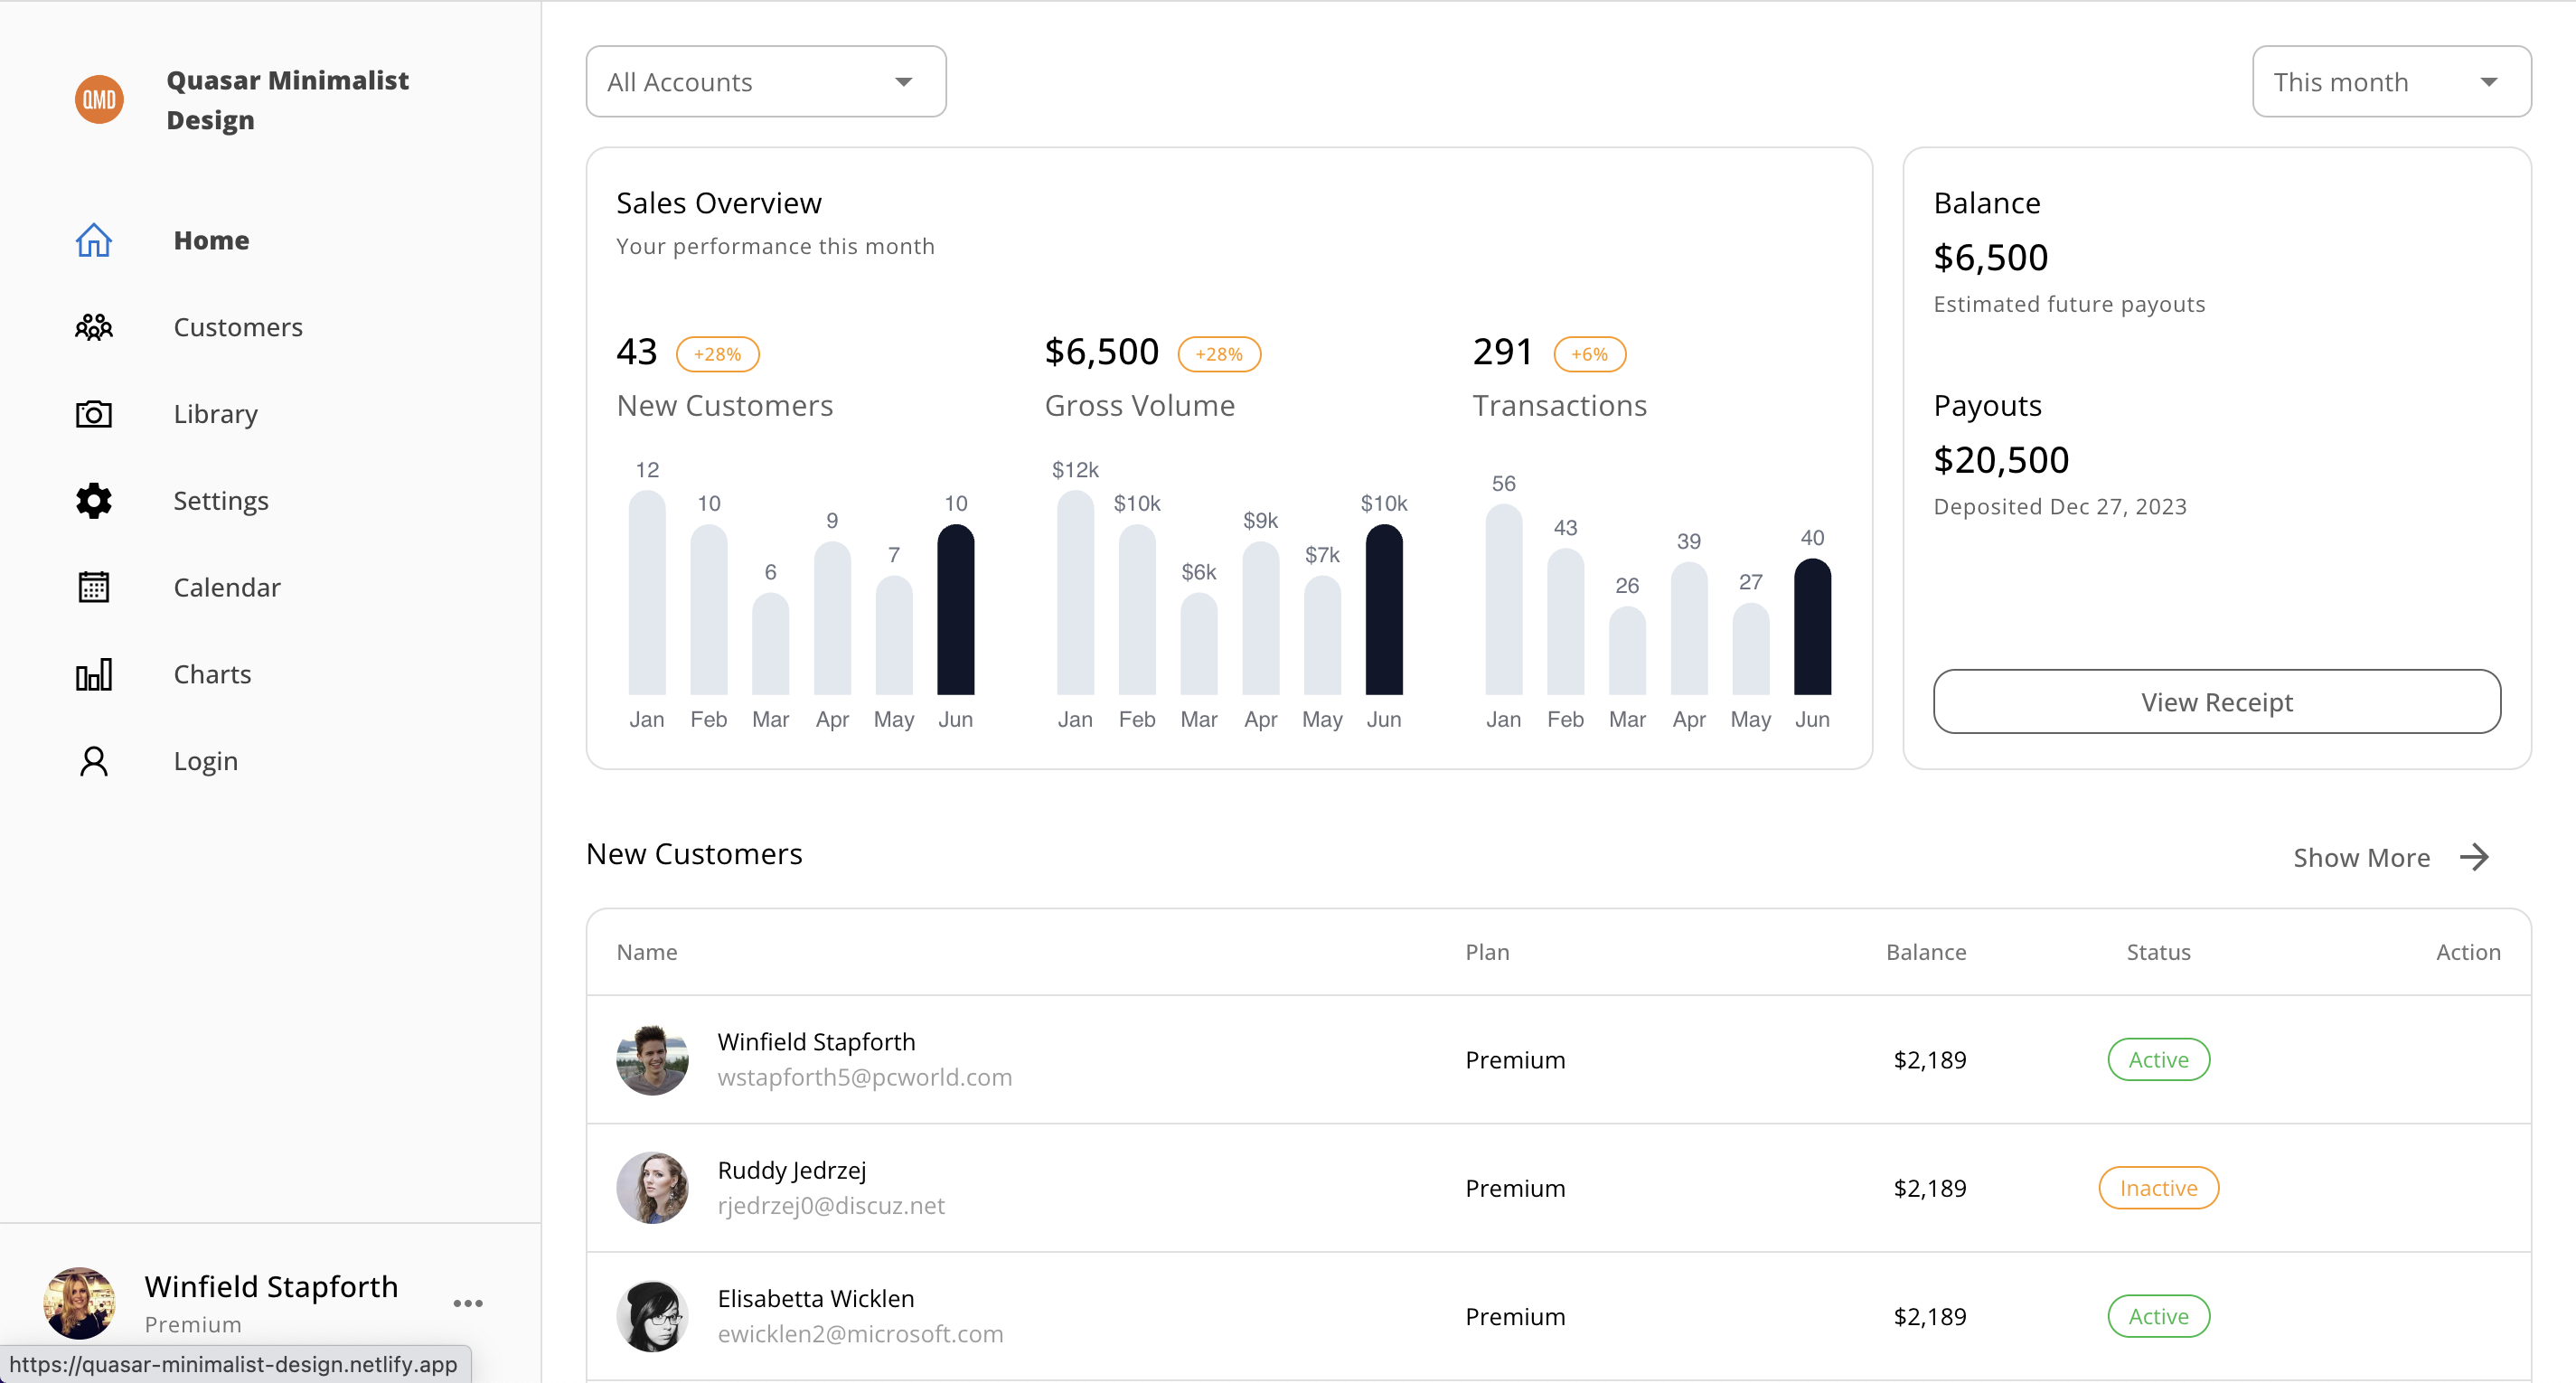 QMD
Quasar Minimalist
Design
Home
Customers
Library
Settings
Calendar
Charts
Login
Winfield Stapforth
Premium
https://quasar-minimalist-design.netlify.app
All Accounts
This month
Sales Overview
Your performance this month
43 +28%
New Customers
12 10 6 9 7 10
Jan Feb Mar Apr May Jun
$6,500 +28%
Gross Volume
$12k $10k $6k $9k $7k $10k
Jan Feb Mar Apr May Jun
291 +6%
Transactions
56 43 26 39 27 40
Jan Feb Mar Apr May Jun
Balance
$6,500
Estimated future payouts
Payouts
$20,500
Deposited Dec 27, 2023
View Receipt
New Customers
Show More
Name Plan Balance Status Action
Winfield Stapforth
wstapforth5@pcworld.com
Premium $2,189 Active
Ruddy Jedrzej
rjedrzej0@discuz.net
Premium $2,189 Inactive
Elisabetta Wicklen
ewicklen2@microsoft.com
Premium $2,189 Active